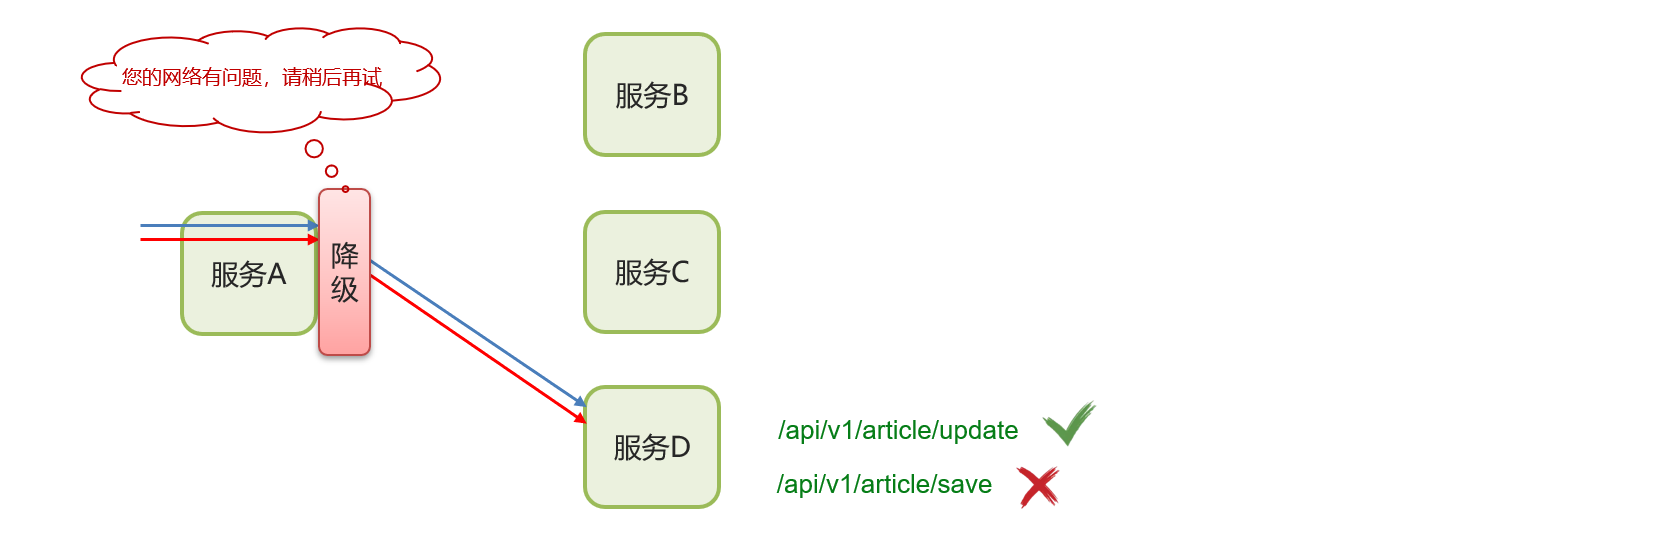 您的网络有问题，请稍后再试
服务B
降
级
服务A
服务C
服务D
/api/v1/article/update
/api/v1/article/save